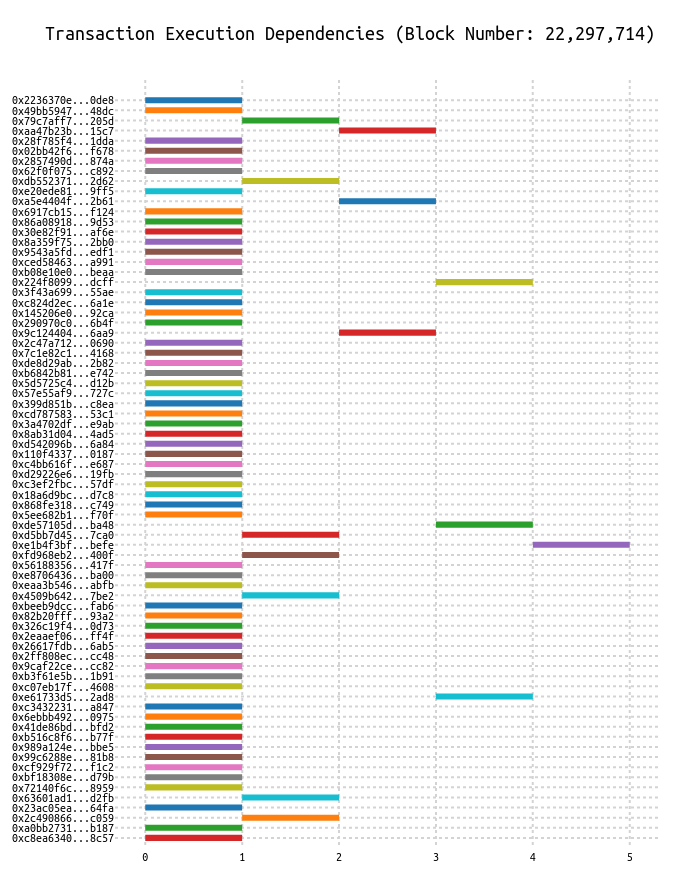 Transaction Execution Dependencies (Block Number: 22,297,714)
0x2236370e...0de8
0x49bb5947...48dc
0x79c7aff7...205d
0xaa47b23b...15c7
0x28f785f4...1dda
0x02bb42f6...f678
0x2857490d...874a
0x62f0f075...c892
0xdb552371...2d62
0xe20ede81...9ff5
0xa5e4404f...2b61
0x6917cb15...f124
0x86a08918...9d53
0x30e82f91...af6e
0x8a359f75...2bb0
0x9543a5fd...edf1
0xced58463...a991
0xb08e10e0...beaa
0x224f8099...dcff
0x3f43a699...55ae
0xc824d2ec...6a1e
0x145206e0...92ca
0x290970c0...6b4f
0x9c124404...6aa9
0x2c47a712...0690
0x7c1e82c1...4168
0xde8d29ab...2b82
0xb6842b81...e742
0x5d5725c4...d12b
0x57e55af9...727c
0x399d851b...c8ea
0xcd787583...53c1
0x3a4702df...e9ab
0x8ab31d04...4ad5
0xd542096b...6a84
0x110f4337...0187
0xc4bb616f...e687
0xd29226e6...19fb
0xc3ef2fbc...57df
0x18a6d9bc...d7c8
0x868fe318...c749
0x5ee682b1...f70f
0xde57105d...ba48
0xd5bb7d45...7ca0
0xe1b4f3bf...befe
0xfd968eb2...400f
0x56188356...417f
0xe8706436...ba00
0xeaa3b546...abfb
0x4509b642...7be2
0xbeeb9dcc...fab6
0x82b20fff...93a2
0x326c19f4...0d73
0x2eaaef06...ff4f
0x26617fdb...6ab5
0x2ff808ec...cc48
0x9caf22ce...cc82
0xb3f61e5b...1b91
0xc07eb17f...4608
0xe61733d5...2ad8
0xc3432231...a847
0x6ebbb492...0975
0x41de86bd...bfd2
0xb516c8f6...b77f
0x989a124e...bbe5
0x99c6288e...81b8
0xcf929f72...f1c2
0xbf18308e...d79b
0x72140f6c...8959
0x63601ad1...d2fb
0x23ac05ea...64fa
0x2c490866...c059
0xa0bb2731...b187
0xc8ea6340...8c57
0 1 2 3 4 5